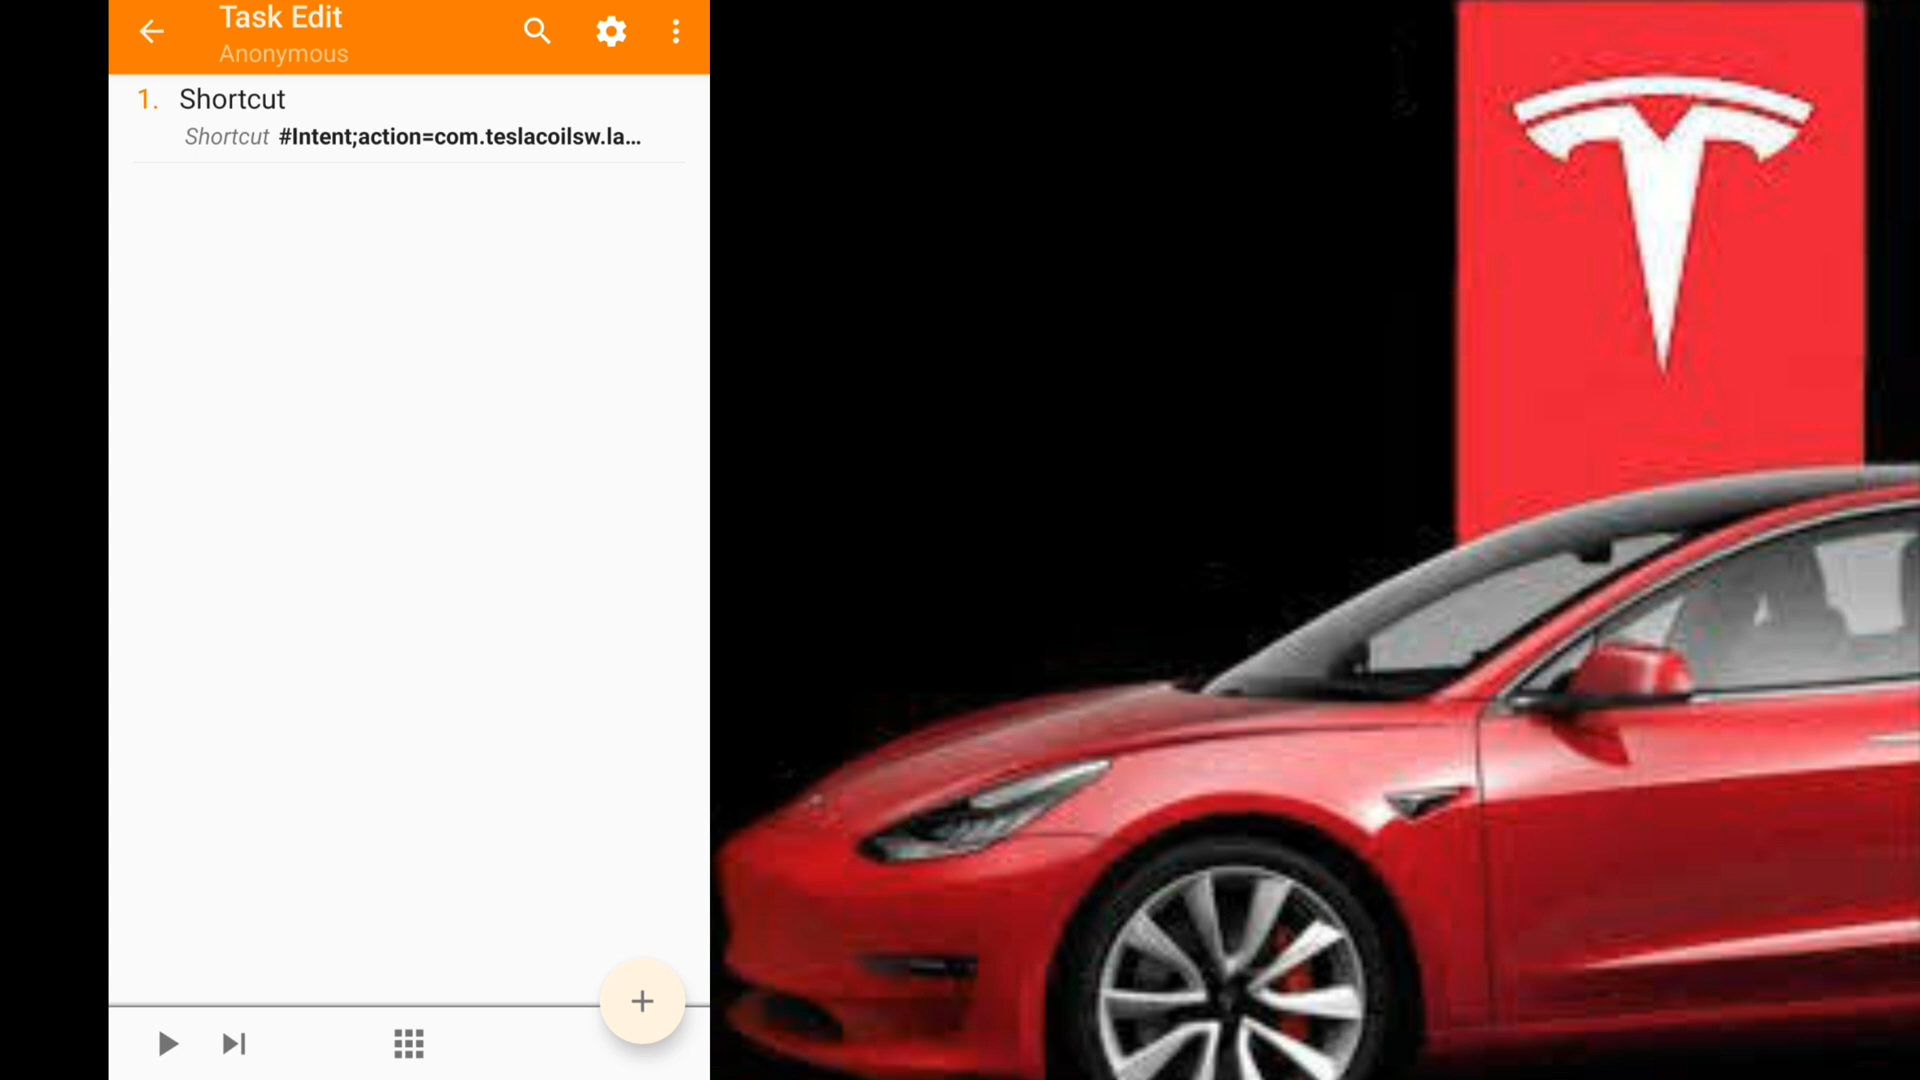 Task Edit
Anonymous
1. Shortcut
Shortcut #Intent;action=com.teslacoilsw.la...